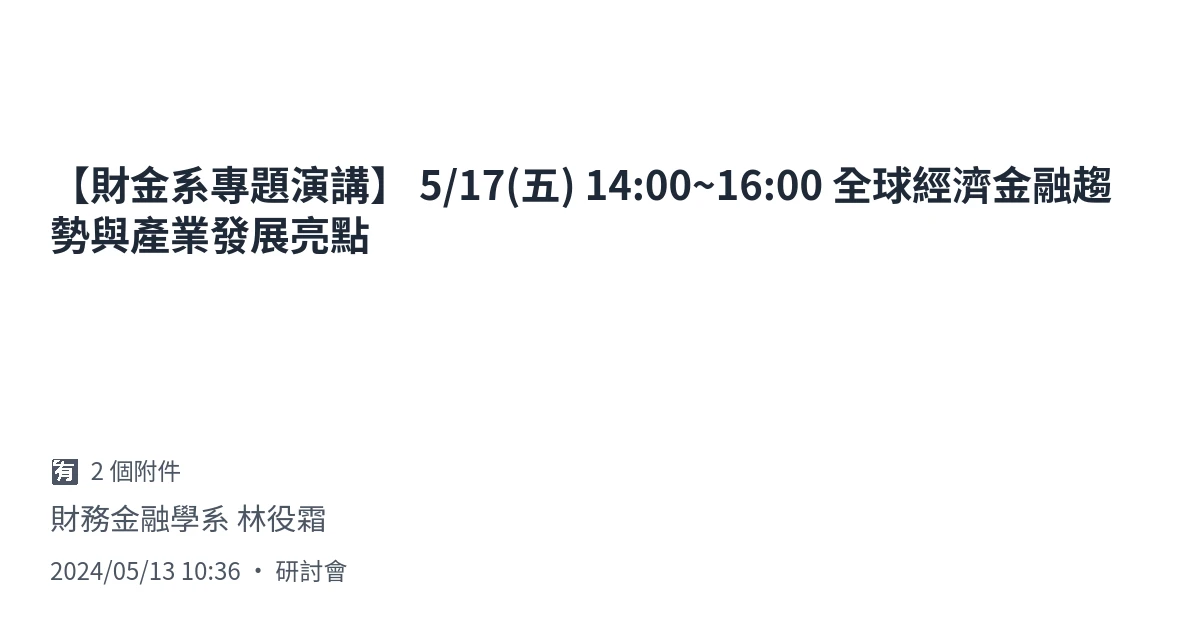 【財金系專題演講】 5/17(五) 14:00~16:00 全球經濟金融趨
勢與產業發展亮點
有 2 個附件
財務金融學系 林役霜
2024/05/13 10:36 · 研討會